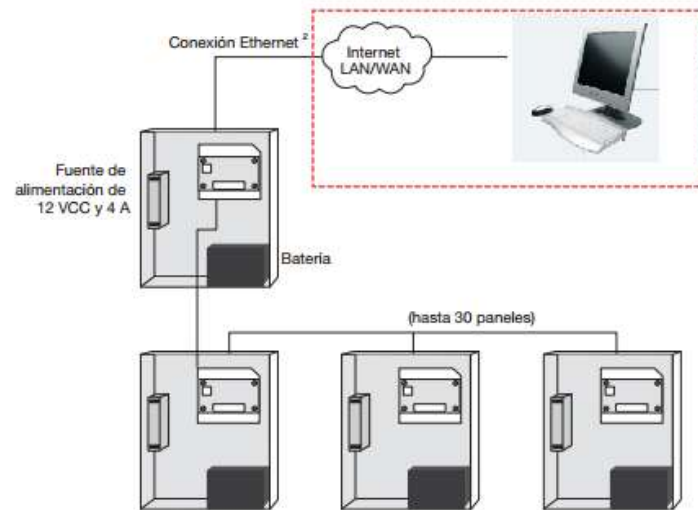 Conexión Ethernet ²
Internet
LAN/WAN
Fuente de
alimentación de
12 VCC y 4 A
Batería
(hasta 30 paneles)